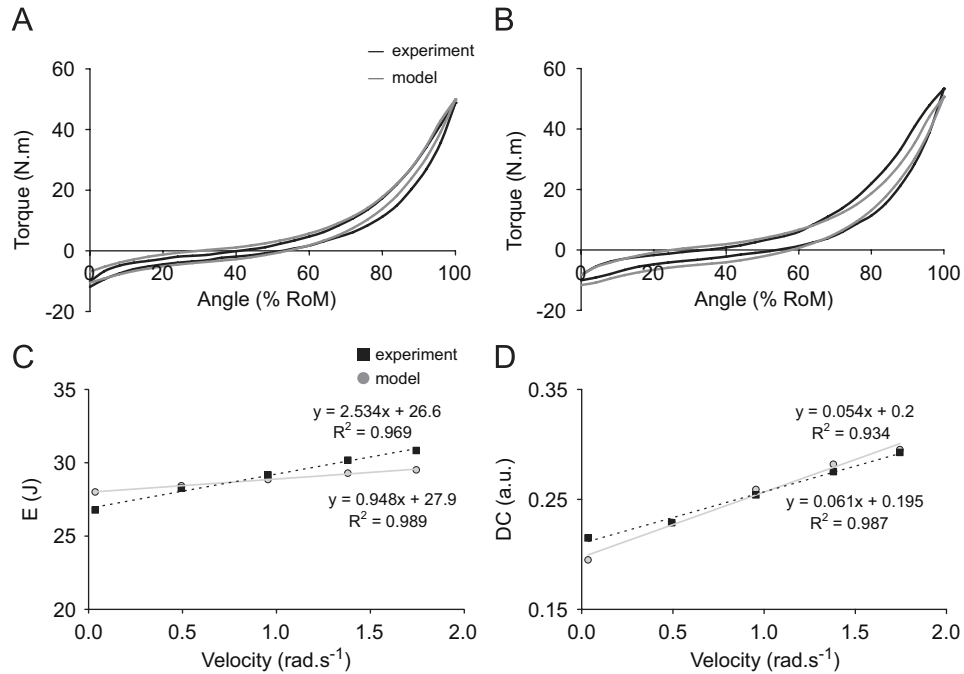 A
experiment
model
60
40
20
0
-20
Torque (N.m)
0 20 40 60 80 100
Angle (% RoM)
B
60
40
20
0
-20
Torque (N.m)
0 20 40 60 80 100
Angle (% RoM)
C
experiment
model
35
30
25
20
E (J)
y = 2.534x + 26.6
R² = 0.969
y = 0.948x + 27.9
R² = 0.989
0.0 0.5 1.0 1.5 2.0
Velocity (rad.s⁻¹)
D
0.35
0.25
0.15
DC (a.u.)
y = 0.054x + 0.2
R² = 0.934
y = 0.061x + 0.195
R² = 0.987
0.0 0.5 1.0 1.5 2.0
Velocity (rad.s⁻¹)